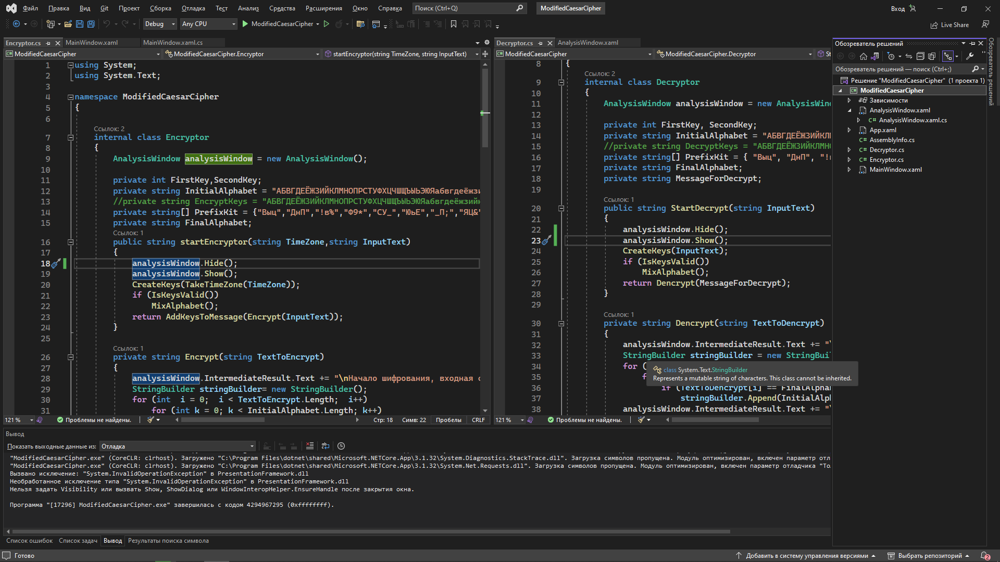 Файл Правка Вид Git Проект Сборка Отладка Тест Анализ Средства Расширения Окно Справка Поиск (Ctrl+Q) ModifiedCaesarCipher Вход
Debug Any CPU ModifiedCaesarCipher Live Share
Encryptor.cs MainWindow.xaml MainWindow.xaml.cs
ModifiedCaesarCipher ModifiedCaesarCipher.Encryptor startEncryptor(string TimeZone, string InputText)
1 using System;
2 using System.Text;
3
4 namespace ModifiedCaesarCipher
5 {
6
Ссылок: 2
7 internal class Encryptor
8 {
9 AnalysisWindow analysisWindow = new AnalysisWindow();
10
11 private int FirstKey,SecondKey;
12 private string InitialAlphabet = "АБВГДЕЁЖЗИЙКЛМНОПРСТУФХЦЧШЩЪЫЬЭЮЯабвгдеёжзи
13 //private string EncryptKeys = "АБВГДЕЁЖЗИЙКЛМНОПРСТУФХЦЧШЩЪЫЬЭЮЯабвгдеёжзий
14 private string[] PrefixKit = {"Выц","ДнП","!в%","Ф9*","СУ_","ЮьЕ","_П;","ЯЦ&"
15 private string FinalAlphabet;
Ссылок: 1
16 public string startEncryptor(string TimeZone,string InputText)
17 {
18 analysisWindow.Hide();
19 analysisWindow.Show();
20 CreateKeys(TakeTimeZone(TimeZone));
21 if (IsKeysValid())
22 MixAlphabet();
23 return AddKeysToMessage(Encrypt(InputText));
24 }
25
Ссылок: 1
26 private string Encrypt(string TextToEncrypt)
27 {
28 analysisWindow.IntermediateResult.Text += "\nНачало шифрования, входная с
29 StringBuilder stringBuilder= new StringBuilder();
30 for (int i = 0; i < TextToEncrypt.Length; i++)
31 for (int k = 0; k < InitialAlphabet.Length; k++)
121 % Проблемы не найдены. Стр: 18 Симв: 22 Пробелы CRLF
Decryptor.cs AnalysisWindow.xaml
ModifiedCaesarCipher ModifiedCaesarCipher.Decryptor St
8 {
Ссылок: 2
9 internal class Decryptor
10 {
11 AnalysisWindow analysisWindow = new AnalysisWin
12
13 private int FirstKey, SecondKey;
14 private string InitialAlphabet = "АБВГДЕЁЖЗИЙКЛ
15 //private string DecryptKeys = "АБВГДЕЁЖЗИЙКЛМН
16 private string[] PrefixKit = { "Выц", "ДнП", "!
17 private string FinalAlphabet;
18 private string MessageForDecrypt;
19
Ссылок: 1
20 public string StartDecrypt(string InputText)
21 {
22 analysisWindow.Hide();
23 analysisWindow.Show();
24 CreateKeys(InputText);
25 if (IsKeysValid())
26 MixAlphabet();
27 return Dencrypt(MessageForDecrypt);
28 }
29
Ссылок: 1
30 private string Dencrypt(string TextToDencrypt)
31 {
32 analysisWindow.IntermediateResult.Text += "\
33 StringBuilder stringBuilder = new StringBui
34 for (
35 f
class System.Text.StringBuilder
Represents a mutable string of characters. This class cannot be inherited.
36 if (TextToDencrypt[i] == FinalAlpha
37 stringBuilder.Append(InitialAlp
38 analysisWindow.IntermediateResult.Text += "\
121 % Проблемы не найдены.
Обозреватель решений
Обозреватель решений — поиск (Ctrl+;)
Решение "ModifiedCaesarCipher" (1 проекта 1)
ModifiedCaesarCipher
Зависимости
AnalysisWindow.xaml
AnalysisWindow.xaml.cs
App.xaml
AssemblyInfo.cs
Decryptor.cs
Encryptor.cs
MainWindow.xaml
Обозреватель решений
Вывод
Показать выходные данные из: Отладка
"ModifiedCaesarCipher.exe" (CoreCLR: clrhost). Загружено "C:\Program Files\dotnet\shared\Microsoft.NETCore.App\3.1.32\System.Diagnostics.StackTrace.dll". Загрузка символов пропущена. Модуль оптимизирован, включен параметр отл
"ModifiedCaesarCipher.exe" (CoreCLR: clrhost). Загружено "C:\Program Files\dotnet\shared\Microsoft.NETCore.App\3.1.32\System.Net.Requests.dll". Загрузка символов пропущена. Модуль оптимизирован, включен параметр отладчика "То
Вызвано исключение: "System.InvalidOperationException" в PresentationFramework.dll
Необработанное исключение типа "System.InvalidOperationException" в PresentationFramework.dll
Нельзя задать Visibility или вызвать Show, ShowDialog или WindowInteropHelper.EnsureHandle после закрытия окна.
Программа "[17296] ModifiedCaesarCipher.exe" завершилась с кодом 4294967295 (0xffffffff).
Список ошибок Список задач Вывод Результаты поиска символа
Готово Добавить в систему управления версиями Выбрать репозиторий 2